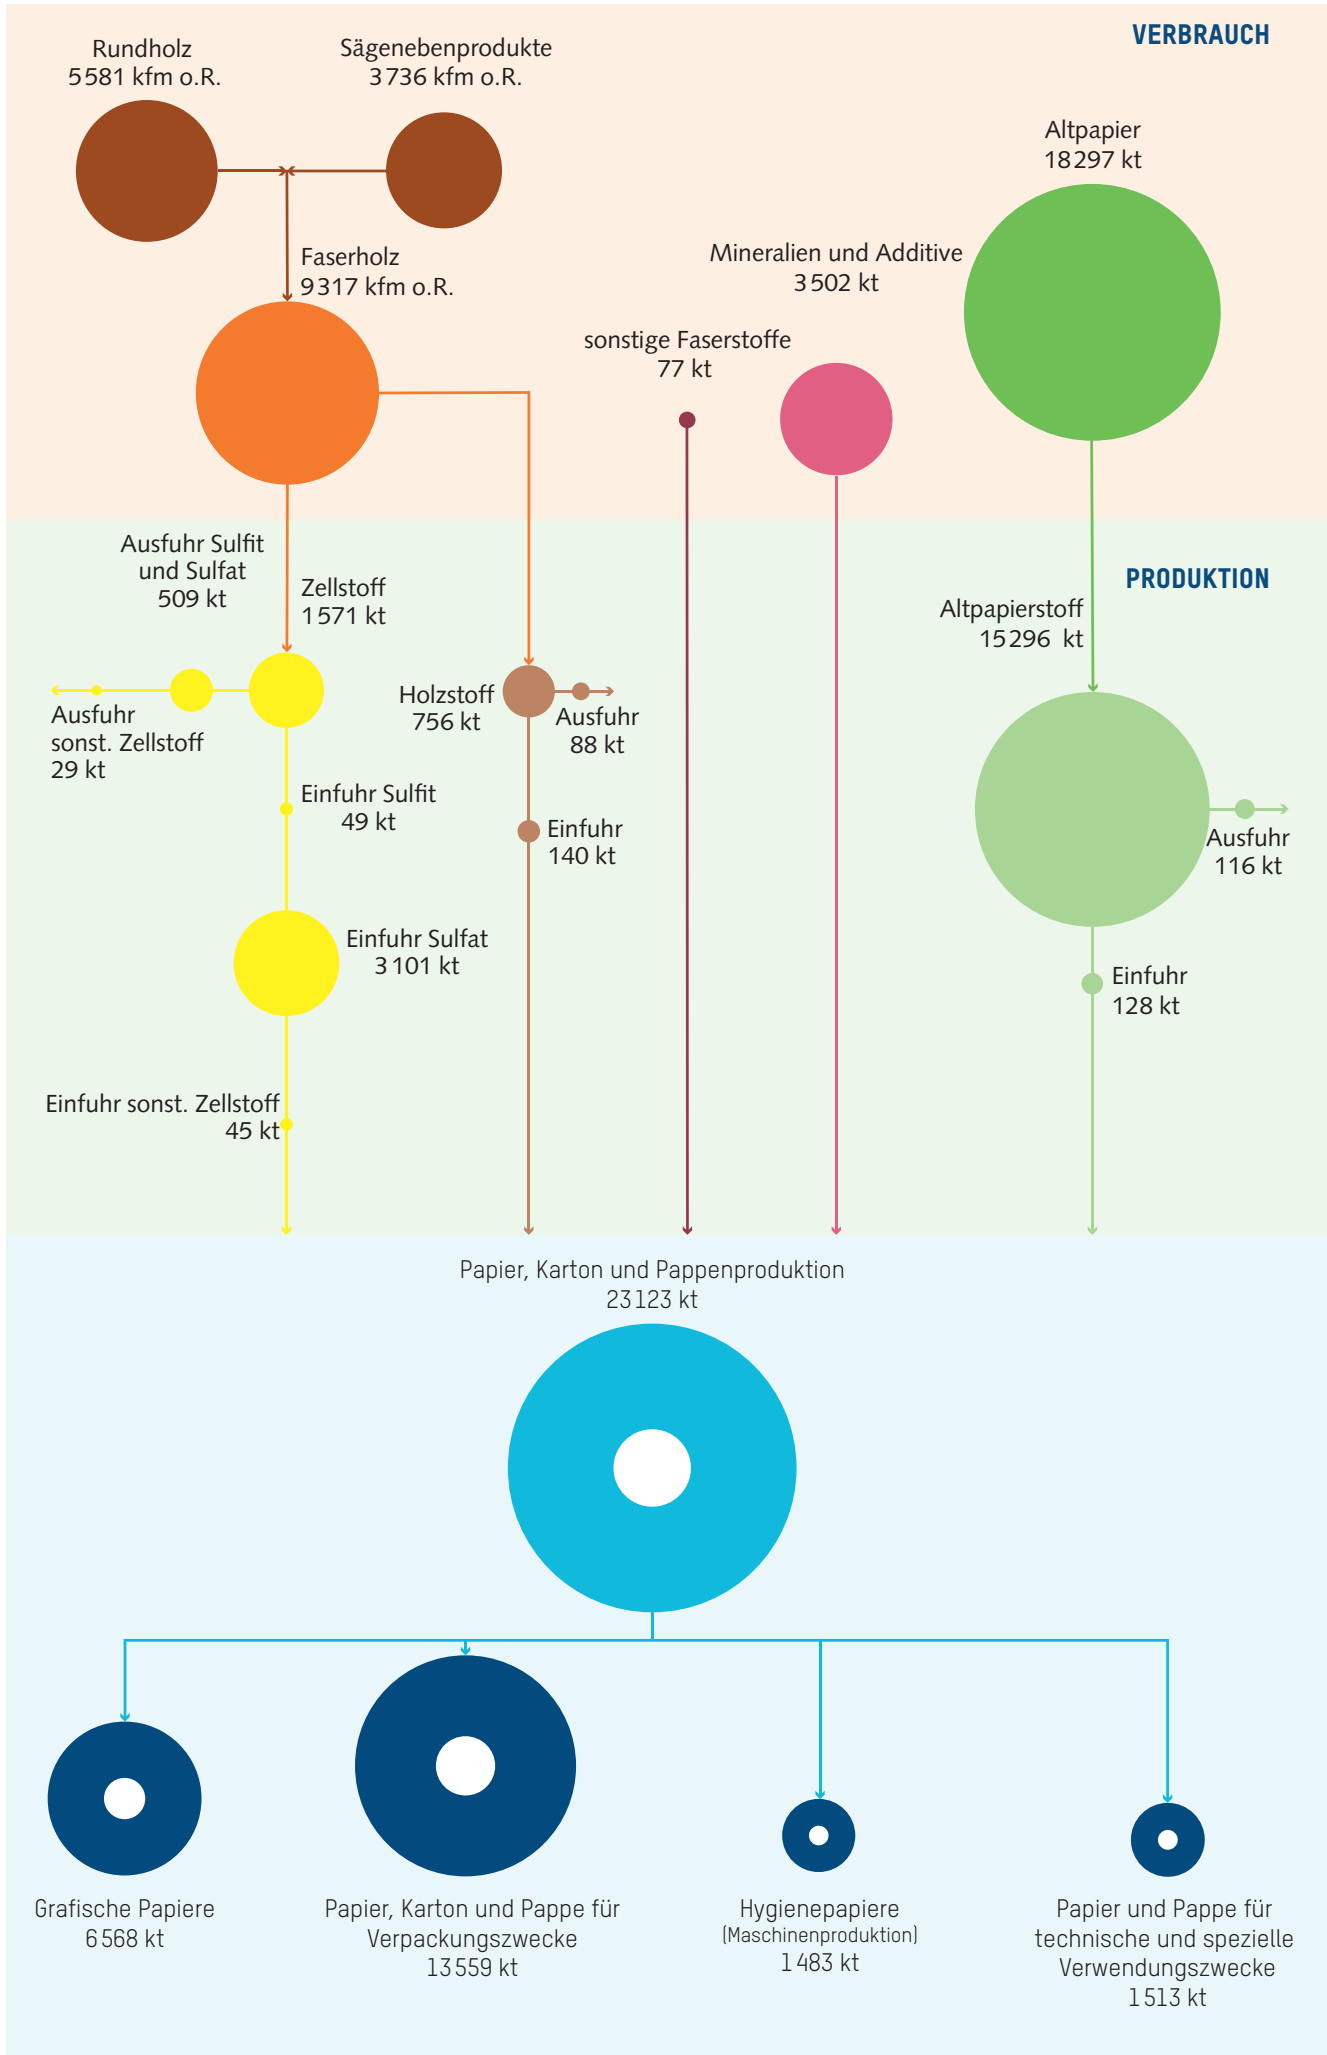 VERBRAUCH
Rundholz
5581 kfm o.R.
Sägenebenprodukte
3736 kfm o.R.
Altpapier
18297 kt
Faserholz
9317 kfm o.R.
Mineralien und Additive
3502 kt
sonstige Faserstoffe
77 kt
PRODUKTION
Ausfuhr Sulfit
und Sulfat
509 kt
Zellstoff
1571 kt
Altpapierstoff
15296 kt
Ausfuhr
sonst. Zellstoff
29 kt
Holzstoff
756 kt
Ausfuhr
88 kt
Einfuhr Sulfit
49 kt
Einfuhr
140 kt
Ausfuhr
116 kt
Einfuhr Sulfat
3101 kt
Einfuhr
128 kt
Einfuhr sonst. Zellstoff
45 kt
Papier, Karton und Pappenproduktion
23123 kt
Grafische Papiere
6568 kt
Papier, Karton und Pappe für
Verpackungszwecke
13559 kt
Hygienepapiere
(Maschinenproduktion)
1483 kt
Papier und Pappe für
technische und spezielle
Verwendungszwecke
1513 kt